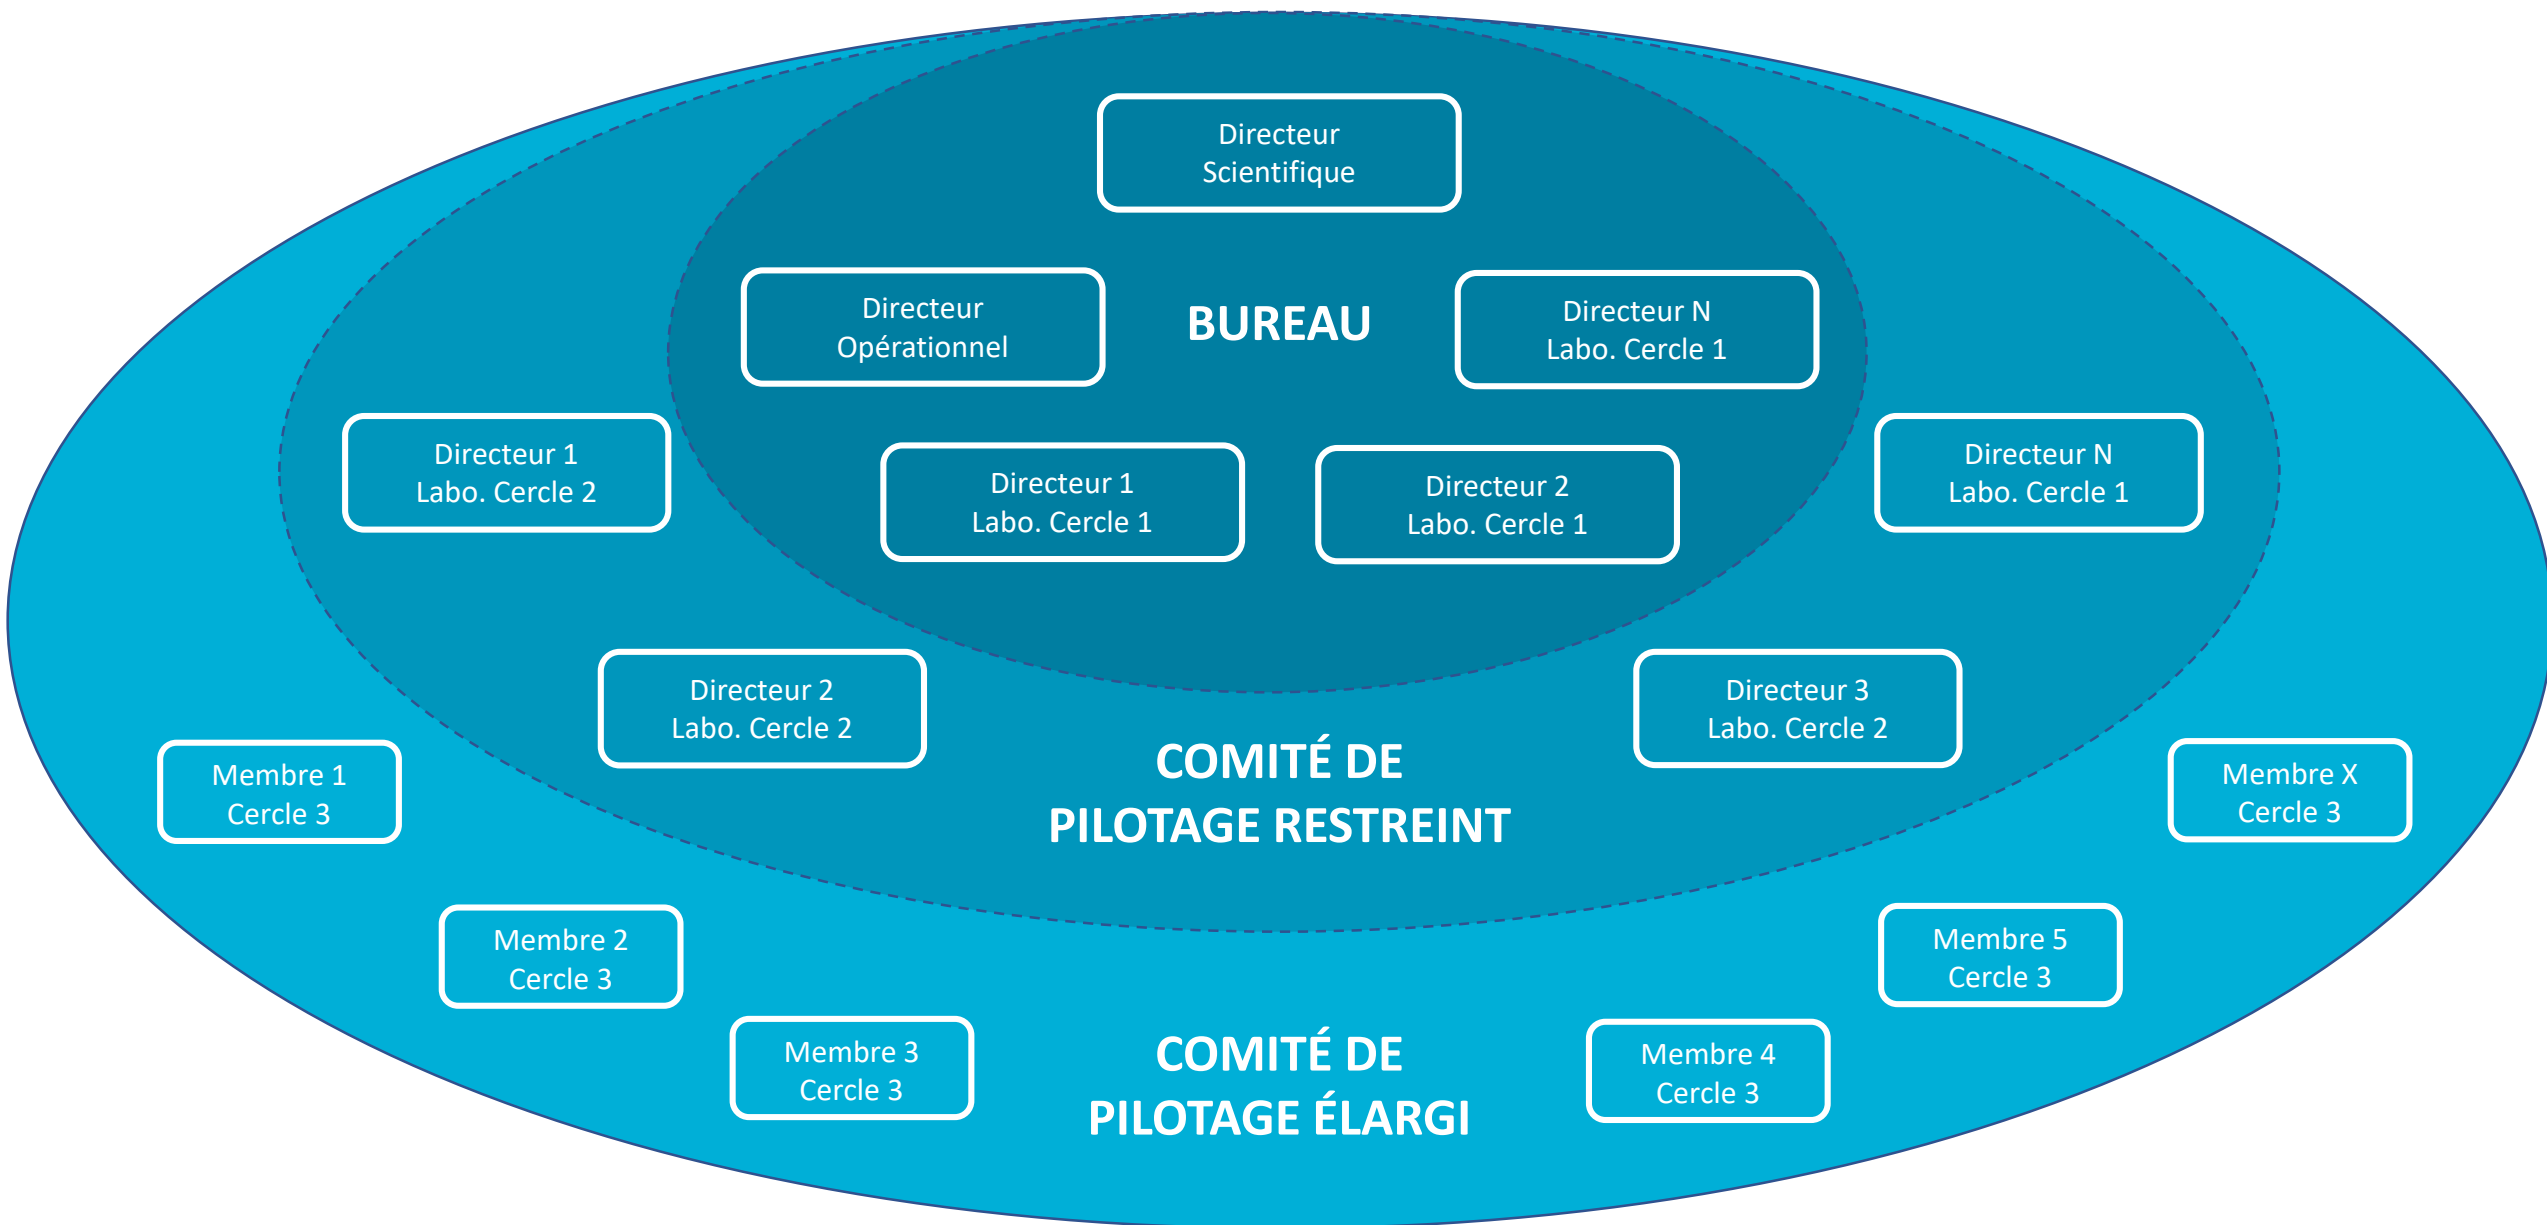 Directeur
Scientifique
Directeur
Opérationnel
BUREAU
Directeur N
Labo. Cercle 1
Directeur 1
Labo. Cercle 2
Directeur 1
Labo. Cercle 1
Directeur 2
Labo. Cercle 1
Directeur N
Labo. Cercle 1
Directeur 2
Labo. Cercle 2
Directeur 3
Labo. Cercle 2
COMITÉ DE
PILOTAGE RESTREINT
Membre 1
Cercle 3
Membre X
Cercle 3
Membre 2
Cercle 3
Membre 5
Cercle 3
Membre 3
Cercle 3
COMITÉ DE
PILOTAGE ÉLARGI
Membre 4
Cercle 3